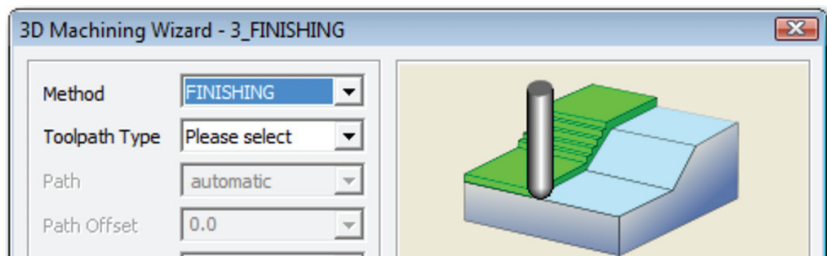 3D Machining Wizard - 3_FINISHING
Method FINISHING
Toolpath Type Please select
Path automatic
Path Offset 0.0